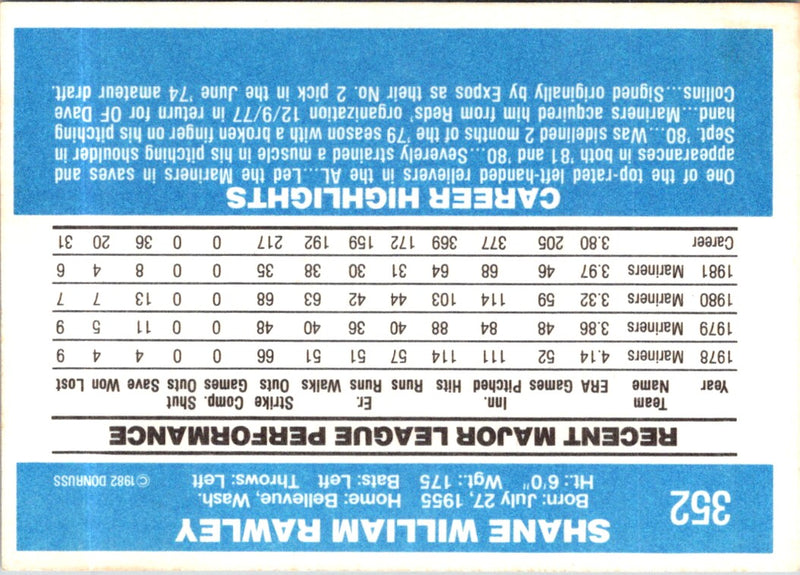 352
SHANE WILLIAM RAWLEY
Born: July 27, 1955 Home: Bellevue, Wash.
Ht.: 6'0" Wgt.: 175 Bats: Left Throws: Left
©1982 DONRUSS
RECENT MAJOR LEAGUE PERFORMANCE
Team Inn. Er. Strike Comp. Shut
Year Name ERA Games Pitched Hits Runs Runs Walks Outs Games Outs Save Won Lost
1978 Mariners 4.14 52 111 114 57 51 51 66 0 0 4 4 9
1979 Mariners 3.86 48 84 88 40 36 40 48 0 0 11 5 9
1980 Mariners 3.32 59 114 103 44 42 63 68 0 0 13 7 7
1981 Mariners 3.97 46 68 64 31 30 38 35 0 0 8 4 6
Career 3.80 205 377 369 172 159 192 217 0 0 36 20 31
CAREER HIGHLIGHTS
One of the top-rated left-handed relievers in the AL...Led the Mariners in saves and
appearances in both '81 and '80...Severely strained a muscle in his pitching shoulder in
Sept. '80...Was sidelined 2 months of the '79 season with a broken finger on his pitching
hand...Mariners acquired him from Reds' organization 12/9/77 in return for OF Dave
Collins...Signed originally by Expos as their No. 2 pick in the June '74 amateur draft.